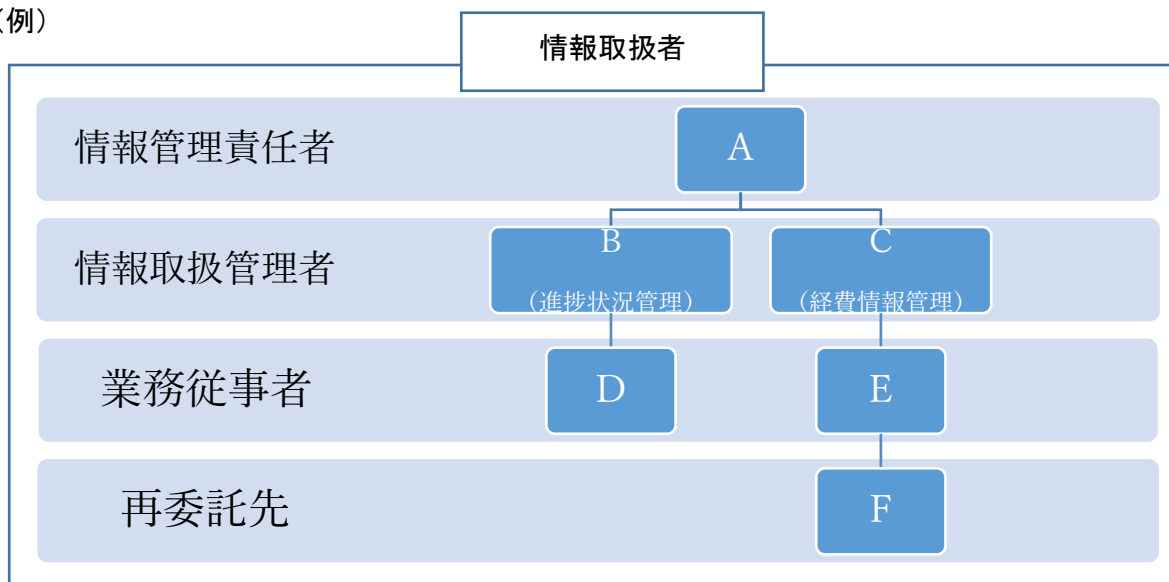 （例）
情報取扱者
情報管理責任者
A
情報取扱管理者
B
（進捗状況管理）
C
（経費情報管理）
業務従事者
D
E
再委託先
F